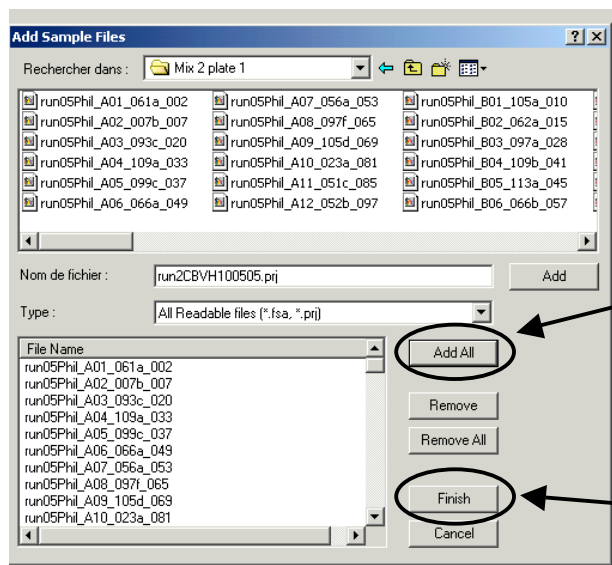 Add Sample Files
Rechercher dans : Mix 2 plate 1
run05Phil_A01_061a_002 run05Phil_A07_056a_053 run05Phil_B01_105a_010
run05Phil_A02_007b_007 run05Phil_A08_097f_065 run05Phil_B02_062a_015
run05Phil_A03_093c_020 run05Phil_A09_105d_069 run05Phil_B03_097a_028
run05Phil_A04_109a_033 run05Phil_A10_023a_081 run05Phil_B04_109b_041
run05Phil_A05_099c_037 run05Phil_A11_051c_085 run05Phil_B05_113a_045
run05Phil_A06_066a_049 run05Phil_A12_052b_097 run05Phil_B06_066b_057
Nom de fichier : run2CBVH100505.prj Add
Type : All Readable files (*.fsa, *.prj)
File Name
Add All
run05Phil_A01_061a_002
run05Phil_A02_007b_007
run05Phil_A03_093c_020
run05Phil_A04_109a_033
Remove
run05Phil_A05_099c_037
run05Phil_A06_066a_049
Remove All
run05Phil_A07_056a_053
run05Phil_A08_097f_065
run05Phil_A09_105d_069
Finish
run05Phil_A10_023a_081
Cancel